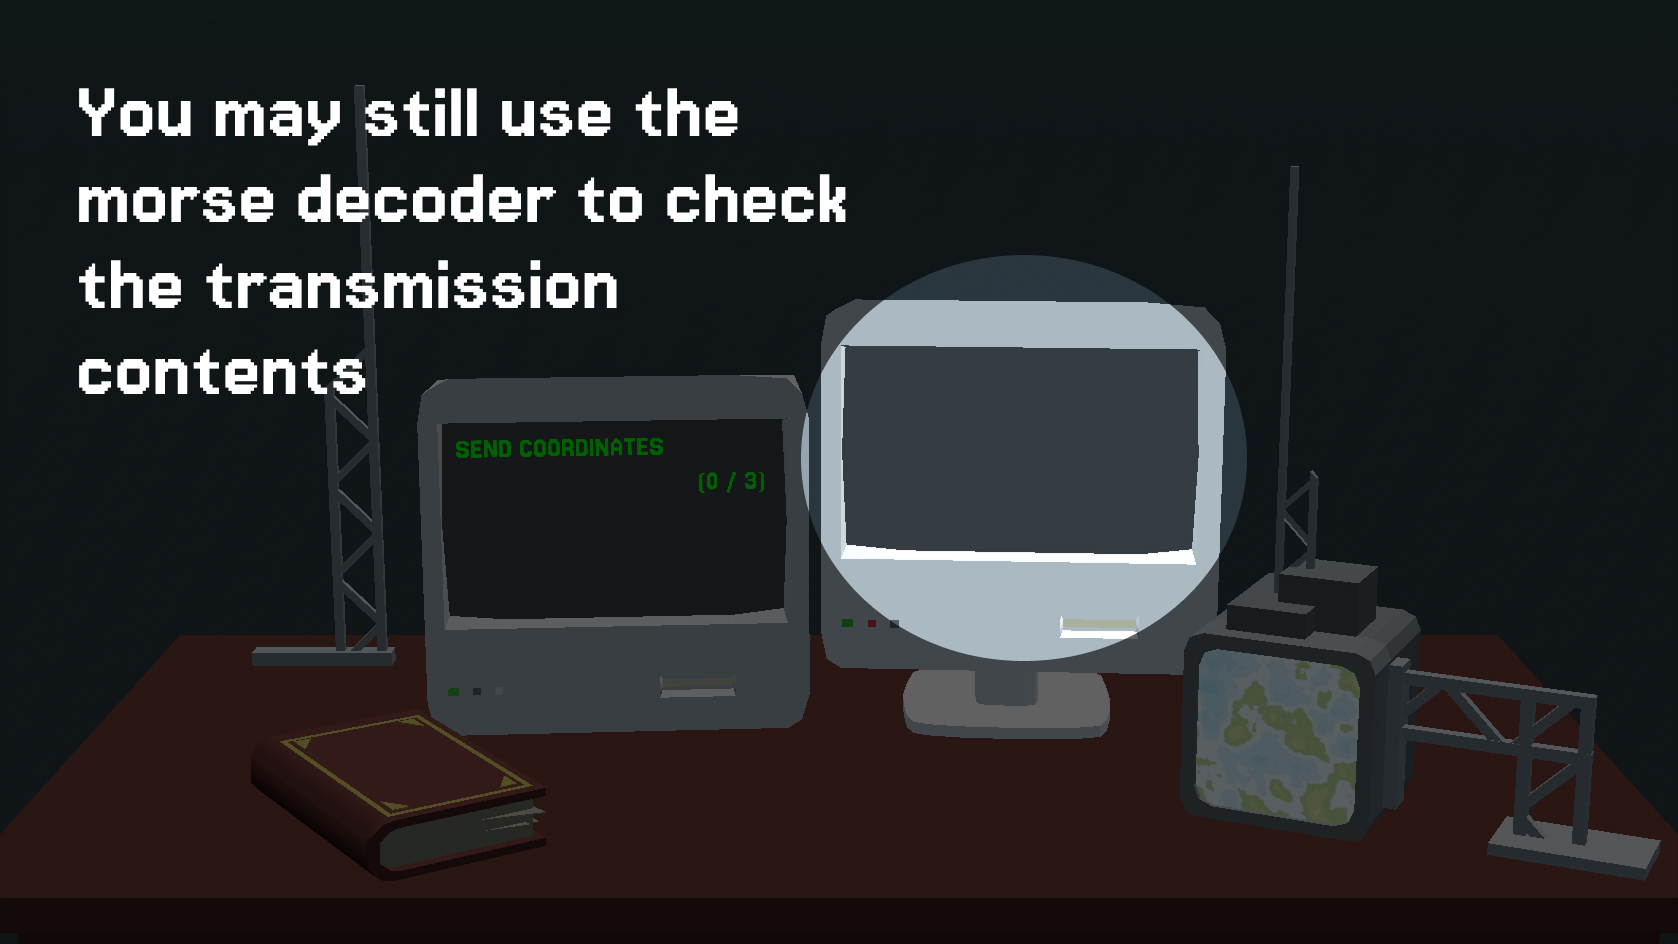 You may still use the
morse decoder to check
the transmission
contents
SEND COORDINATES
(0 / 3)